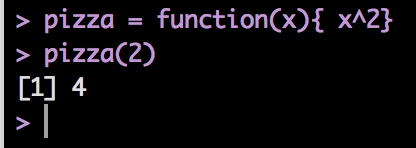 > pizza = function(x){ x^2}
> pizza(2)
[1] 4
>